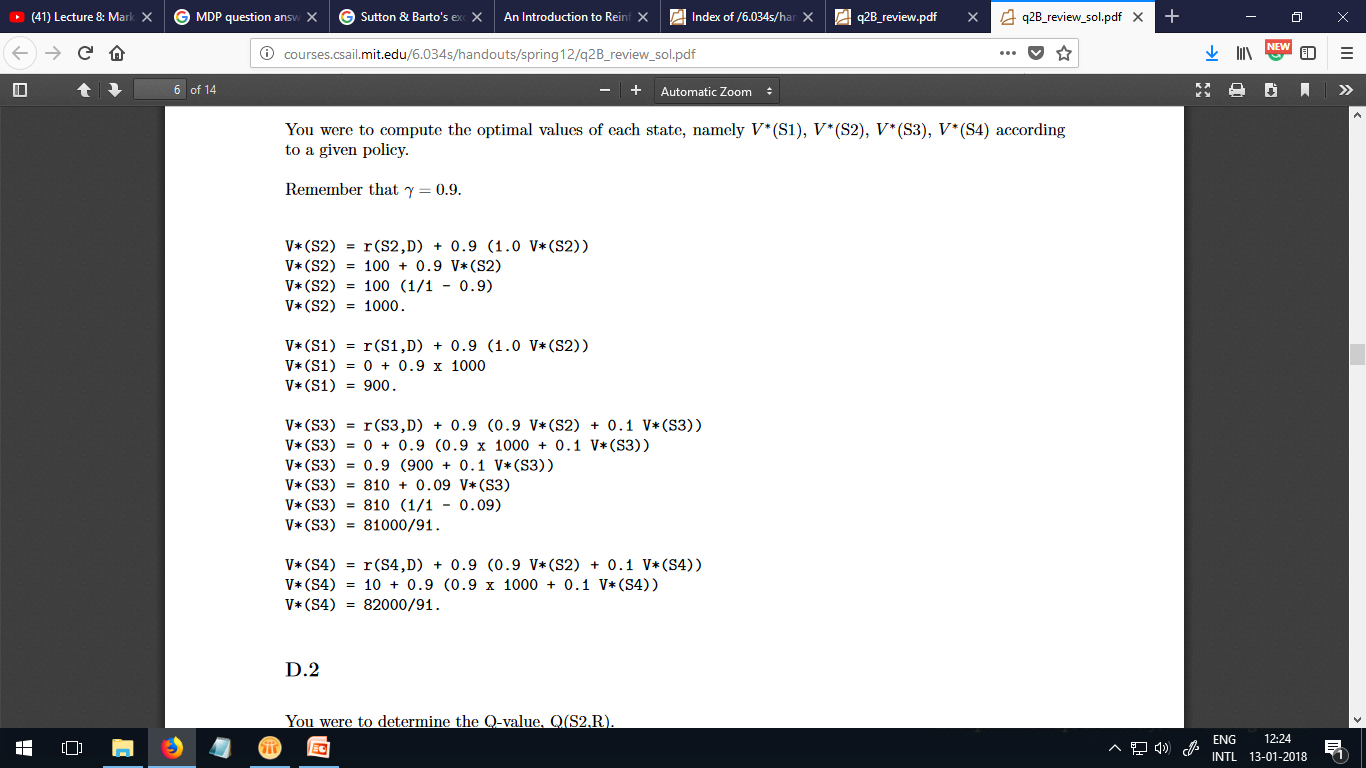 (41) Lecture 8: Mark
MDP question answ
Sutton & Barto's exe
An Introduction to Reinf
Index of /6.034s/han
q2B_review.pdf
q2B_review_sol.pdf
courses.csail.mit.edu/6.034s/handouts/spring12/q2B_review_sol.pdf
NEW
6 of 14
Automatic Zoom
You were to compute the optimal values of each state, namely V*(S1), V*(S2), V*(S3), V*(S4) according
to a given policy.
Remember that γ = 0.9.
V*(S2) = r(S2,D) + 0.9 (1.0 V*(S2))
V*(S2) = 100 + 0.9 V*(S2)
V*(S2) = 100 (1/1 - 0.9)
V*(S2) = 1000.
V*(S1) = r(S1,D) + 0.9 (1.0 V*(S2))
V*(S1) = 0 + 0.9 x 1000
V*(S1) = 900.
V*(S3) = r(S3,D) + 0.9 (0.9 V*(S2) + 0.1 V*(S3))
V*(S3) = 0 + 0.9 (0.9 x 1000 + 0.1 V*(S3))
V*(S3) = 0.9 (900 + 0.1 V*(S3))
V*(S3) = 810 + 0.09 V*(S3)
V*(S3) = 810 (1/1 - 0.09)
V*(S3) = 81000/91.
V*(S4) = r(S4,D) + 0.9 (0.9 V*(S2) + 0.1 V*(S4))
V*(S4) = 10 + 0.9 (0.9 x 1000 + 0.1 V*(S4))
V*(S4) = 82000/91.
D.2
You were to determine the Q-value, Q(S2,R).
ENG
INTL
12:24
13-01-2018
1